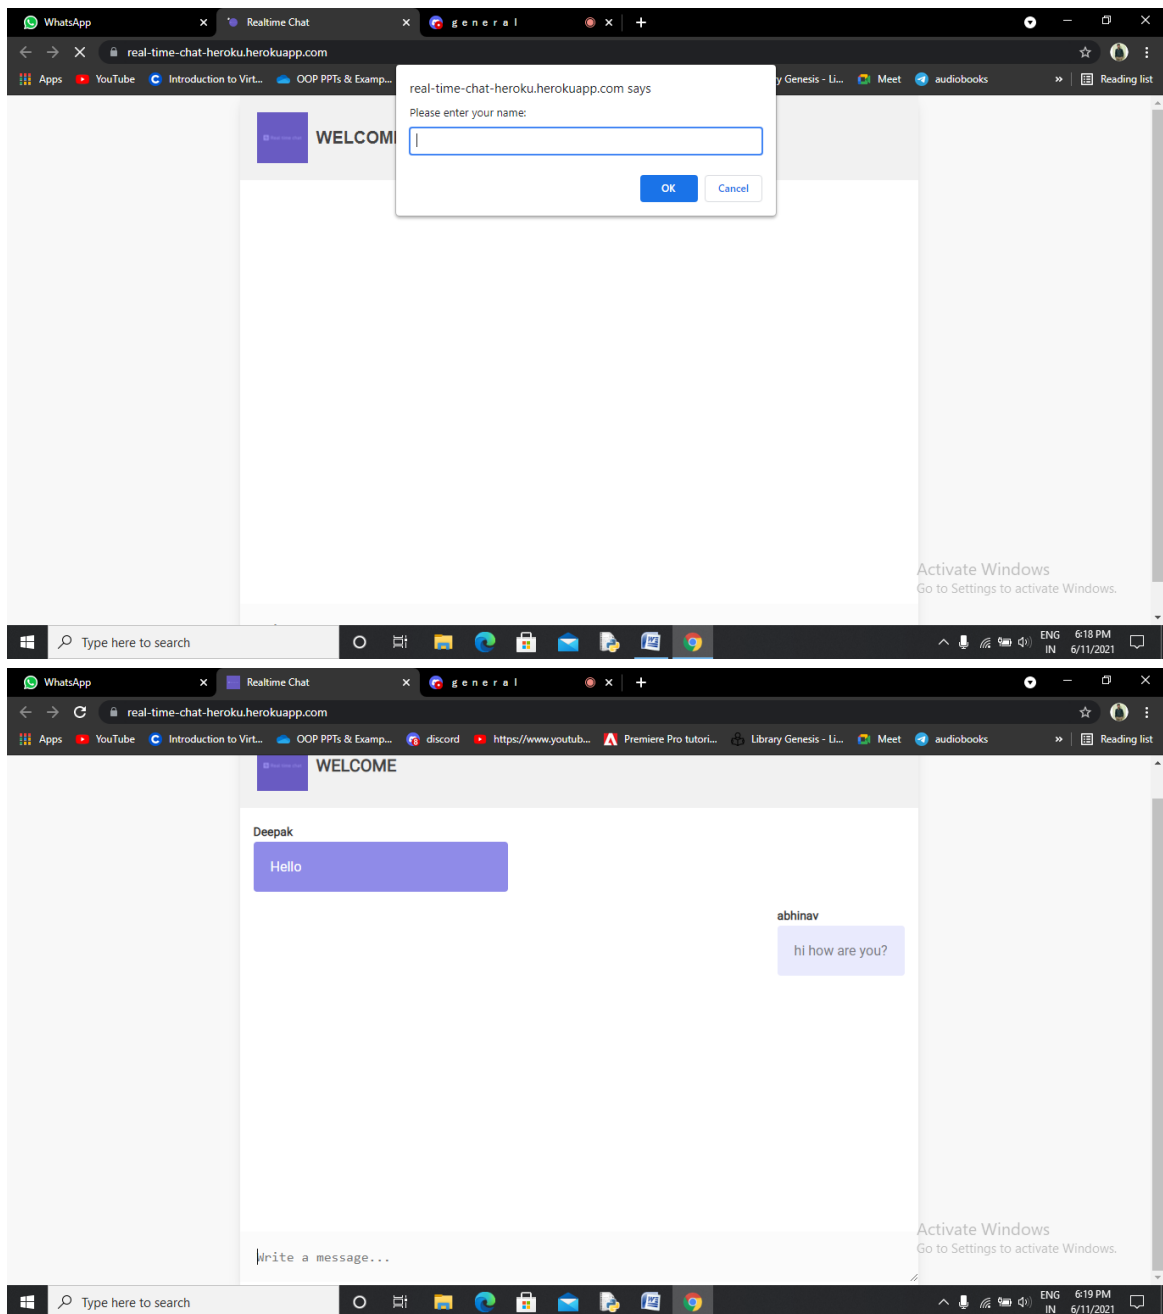 WhatsApp Realtime Chat g e n e r a l
real-time-chat-heroku.herokuapp.com
Apps YouTube Introduction to Virt... OOP PPTs & Examp... y Genesis - Li... Meet audiobooks » Reading list
real-time-chat-heroku.herokuapp.com says
Please enter your name:
WELCOM
OK Cancel
Activate Windows
Go to Settings to activate Windows.
Type here to search
ENG 6:18 PM
IN 6/11/2021
WhatsApp Realtime Chat g e n e r a l
real-time-chat-heroku.herokuapp.com
Apps YouTube Introduction to Virt... OOP PPTs & Examp... discord https://www.youtub... Premiere Pro tutori... Library Genesis - Li... Meet audiobooks » Reading list
WELCOME
Deepak
Hello
abhinav
hi how are you?
Activate Windows
Go to Settings to activate Windows.
Write a message...
Type here to search
ENG 6:19 PM
IN 6/11/2021